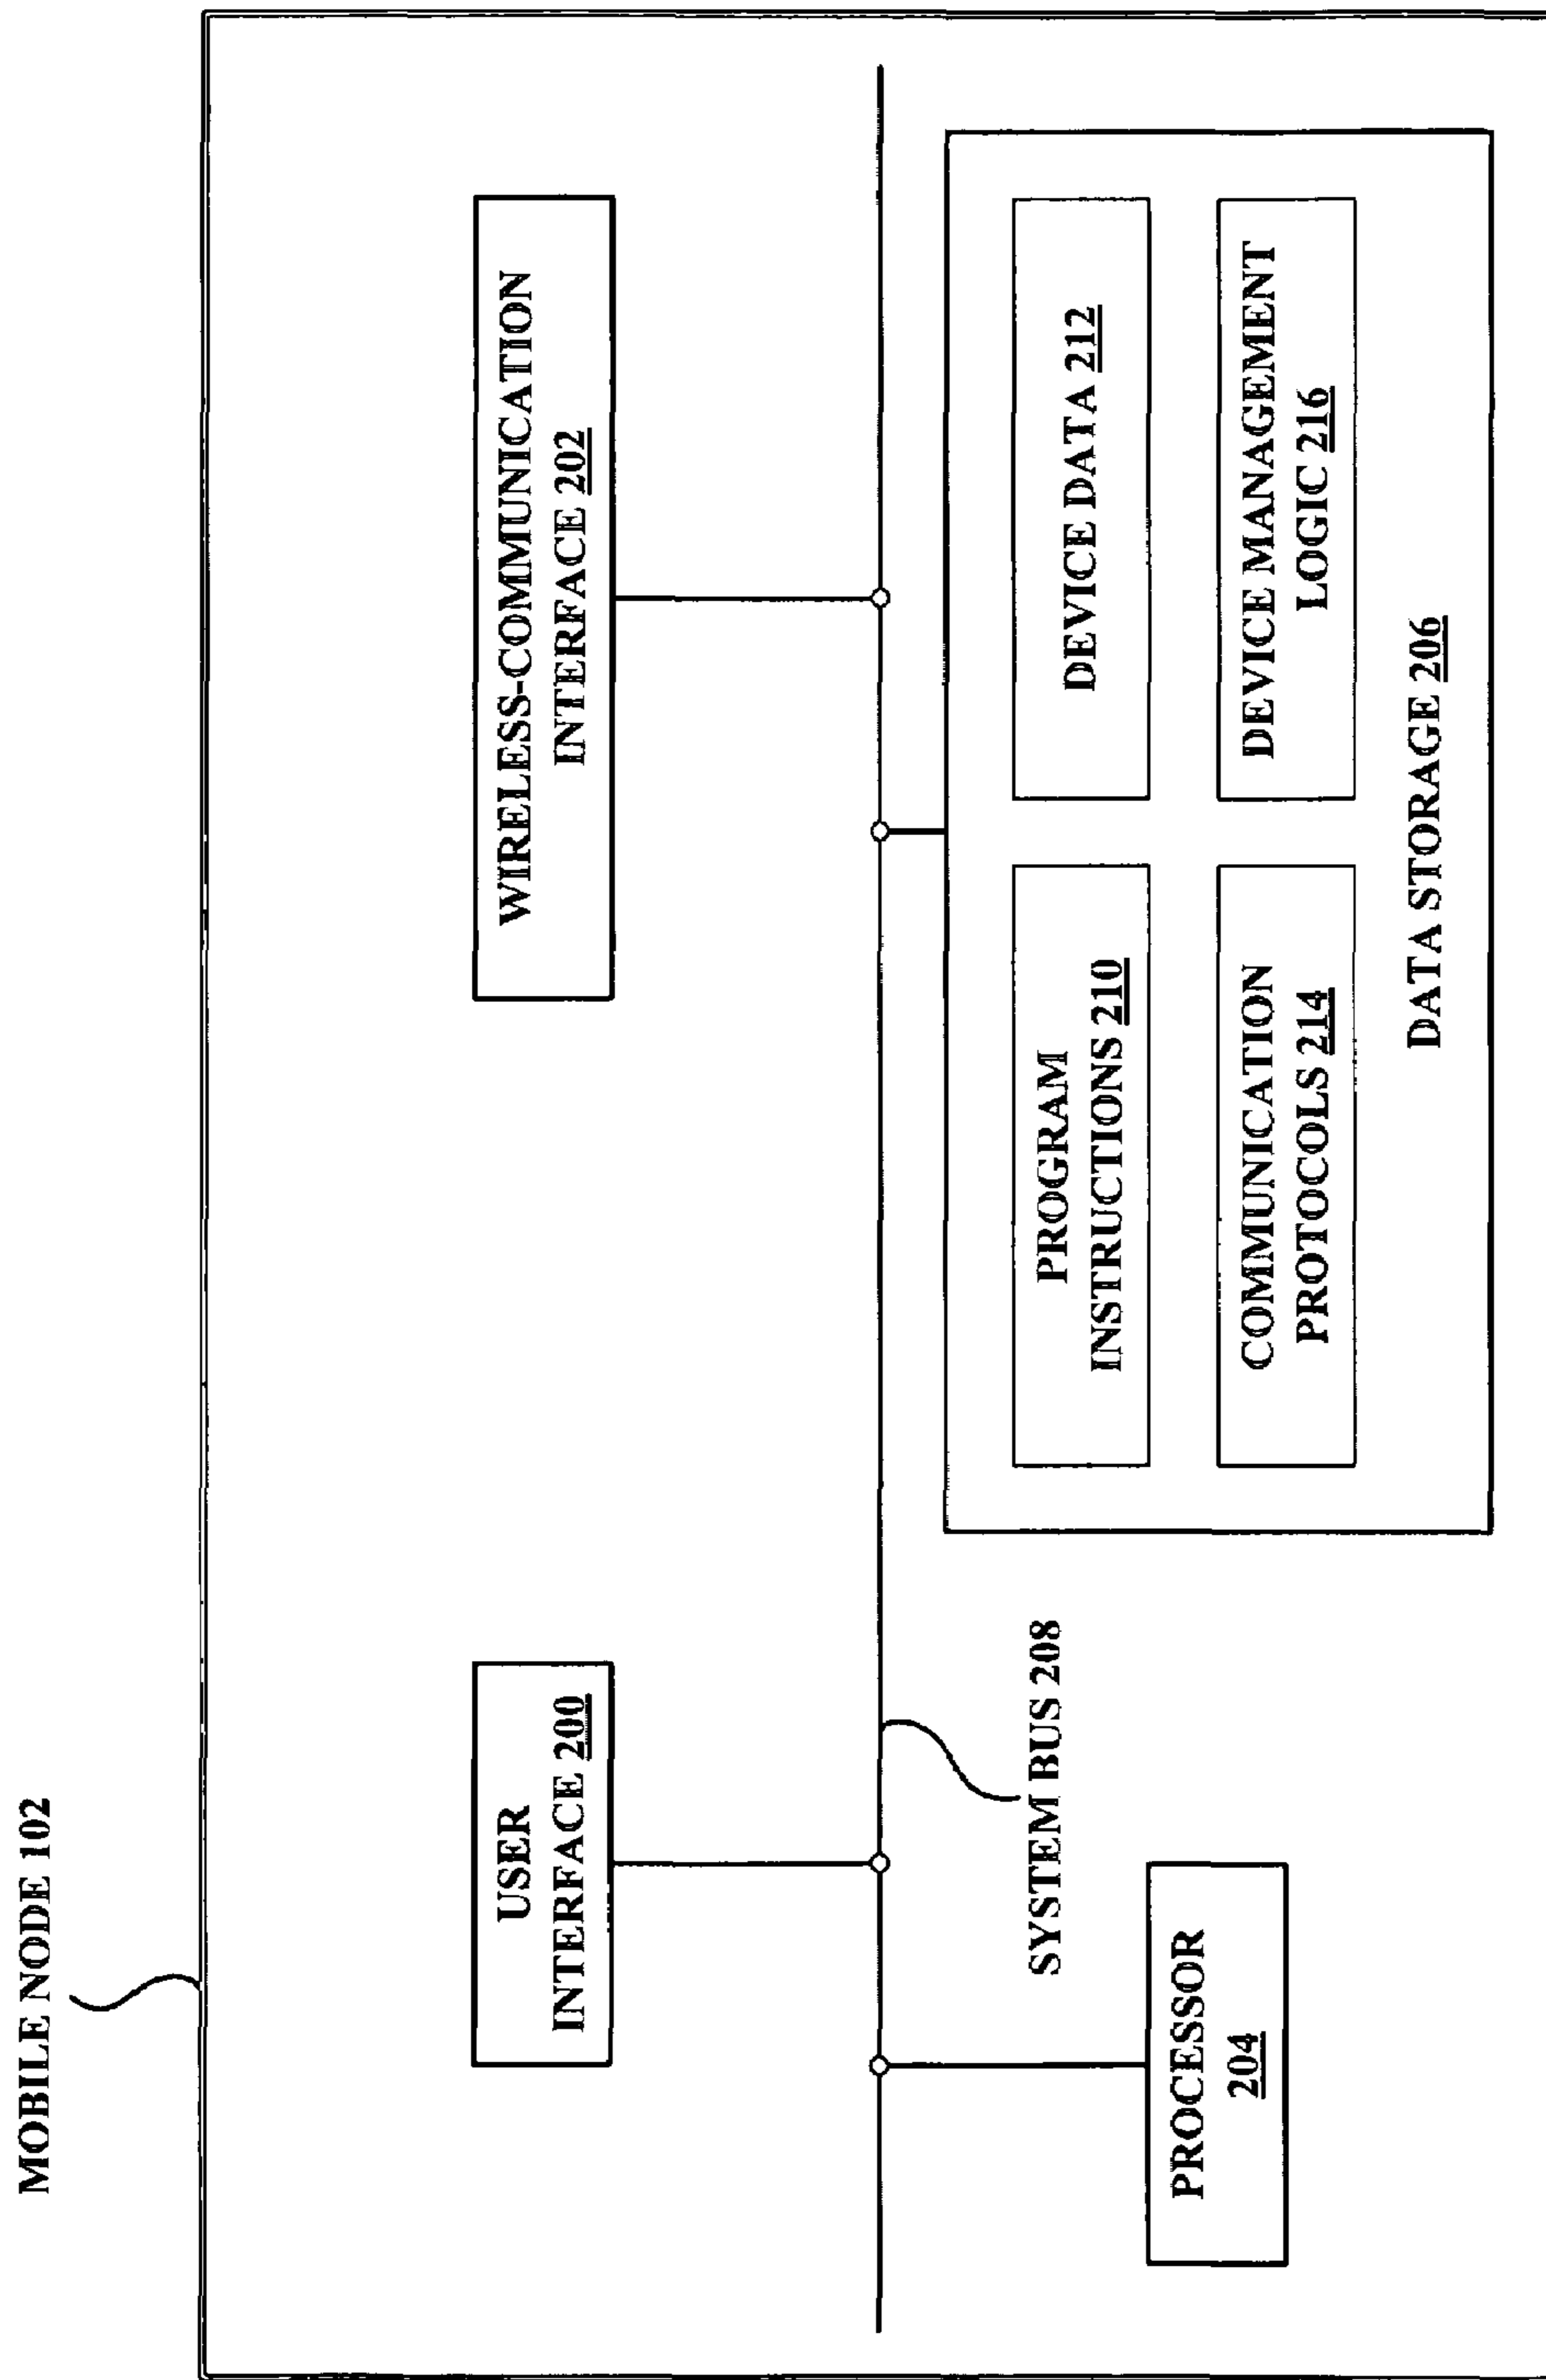 MOBILE NODE 102
USER
INTERFACE 200
WIRELESS-COMMUNICATION
INTERFACE 202
SYSTEM BUS 208
PROCESSOR
204
PROGRAM
INSTRUCTIONS 210
DEVICE DATA 212
COMMUNICATION
PROTOCOLS 214
DEVICE MANAGEMENT
LOGIC 216
DATA STORAGE 206